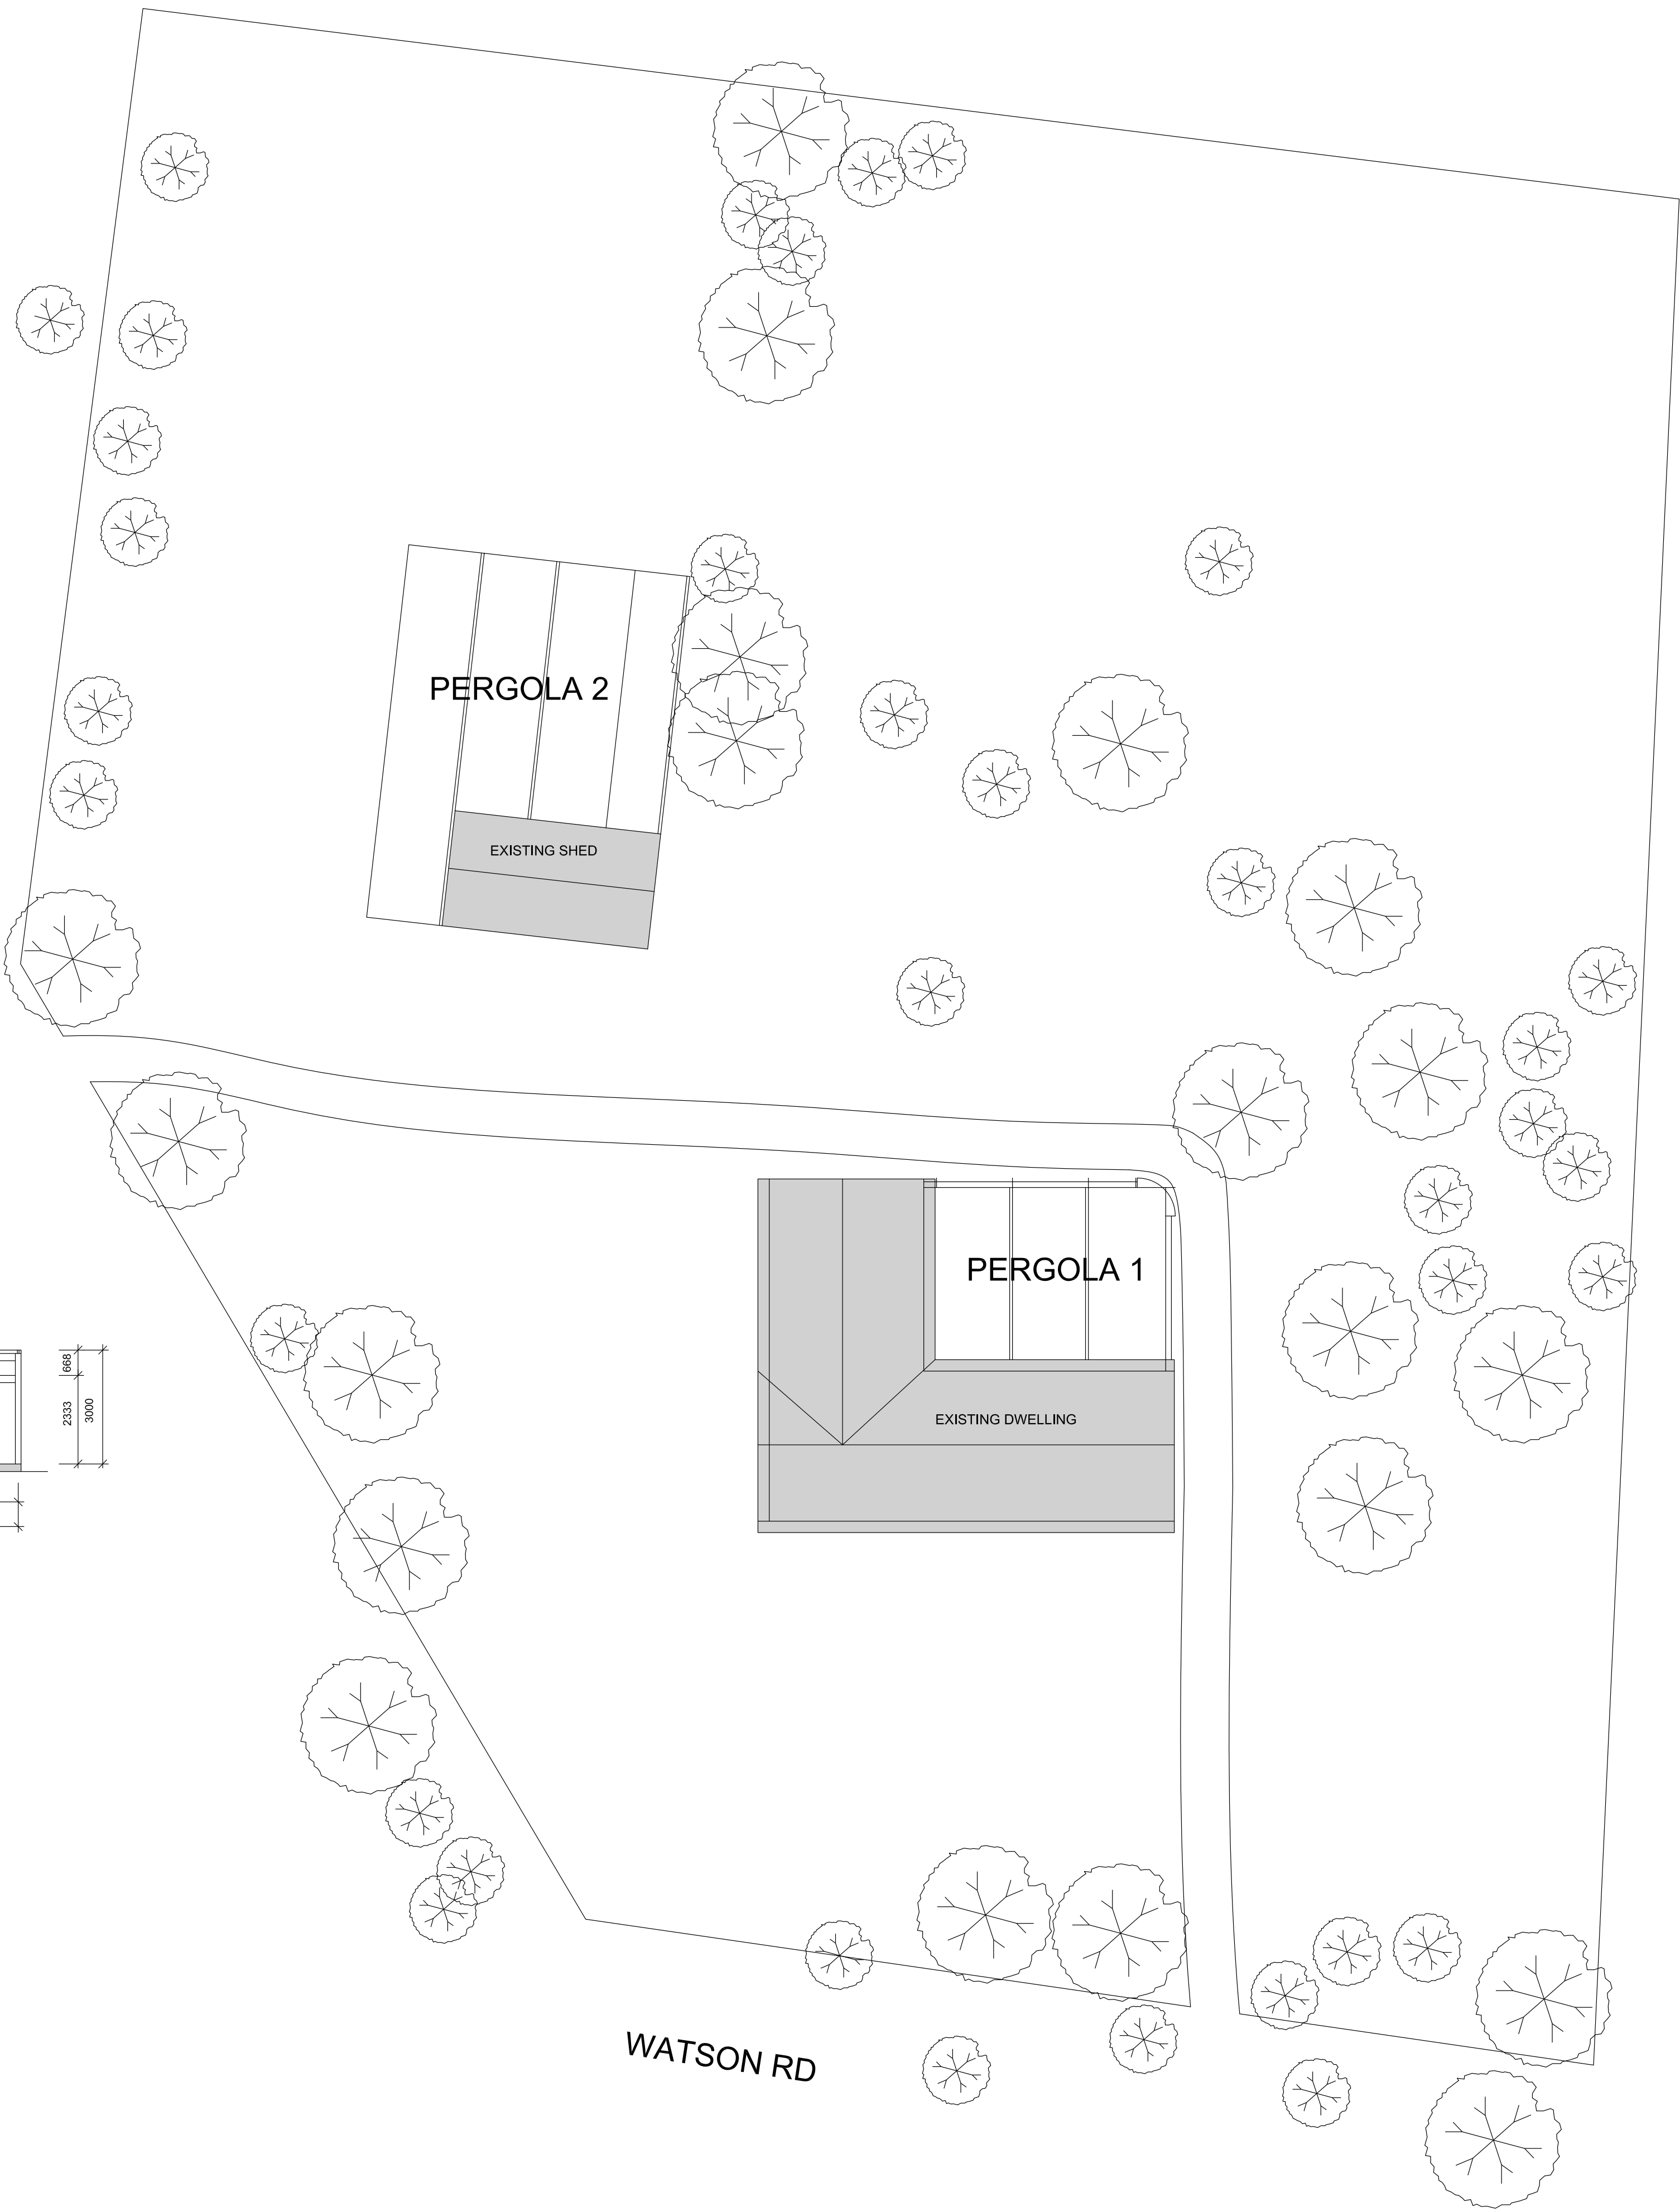 PERGOLA 2
EXISTING SHED
PERGOLA 1
668
2333
3000
EXISTING DWELLING
WATSON RD